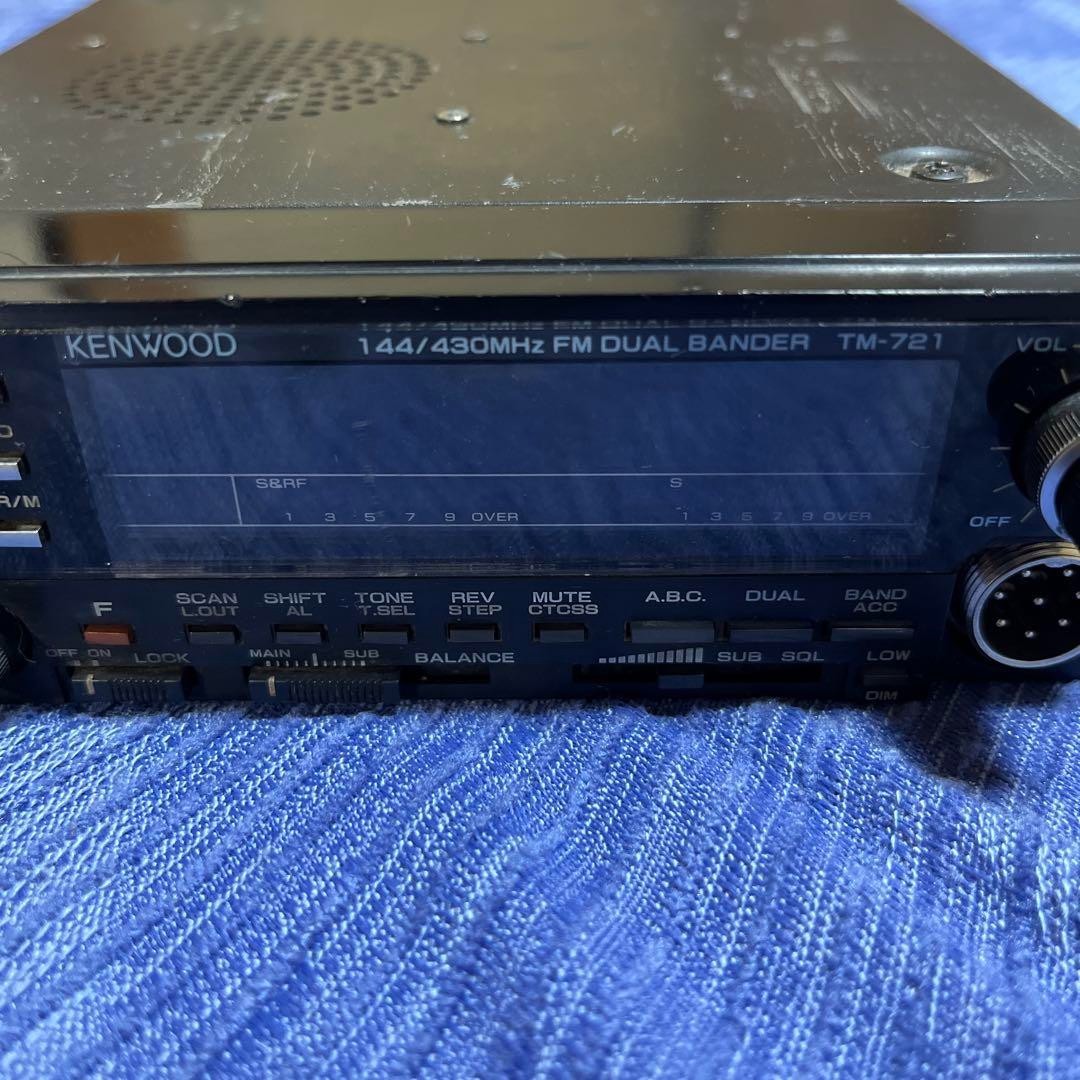 KENWOOD 144/430MHz FM DUAL BANDER TM-721
VOL
R/M
OFF
S&RF
1 3 5 7 9 OVER
S
1 3 5 7 9 OVER
F
SCAN
L.OUT
SHIFT
AL
TONE
T.SEL
REV
STEP
MUTE
CTCSS
A.B.C.
DUAL
BAND
ACC
OFF ON LOCK
MAIN SUB BALANCE
SUB SQL
LOW
DIM